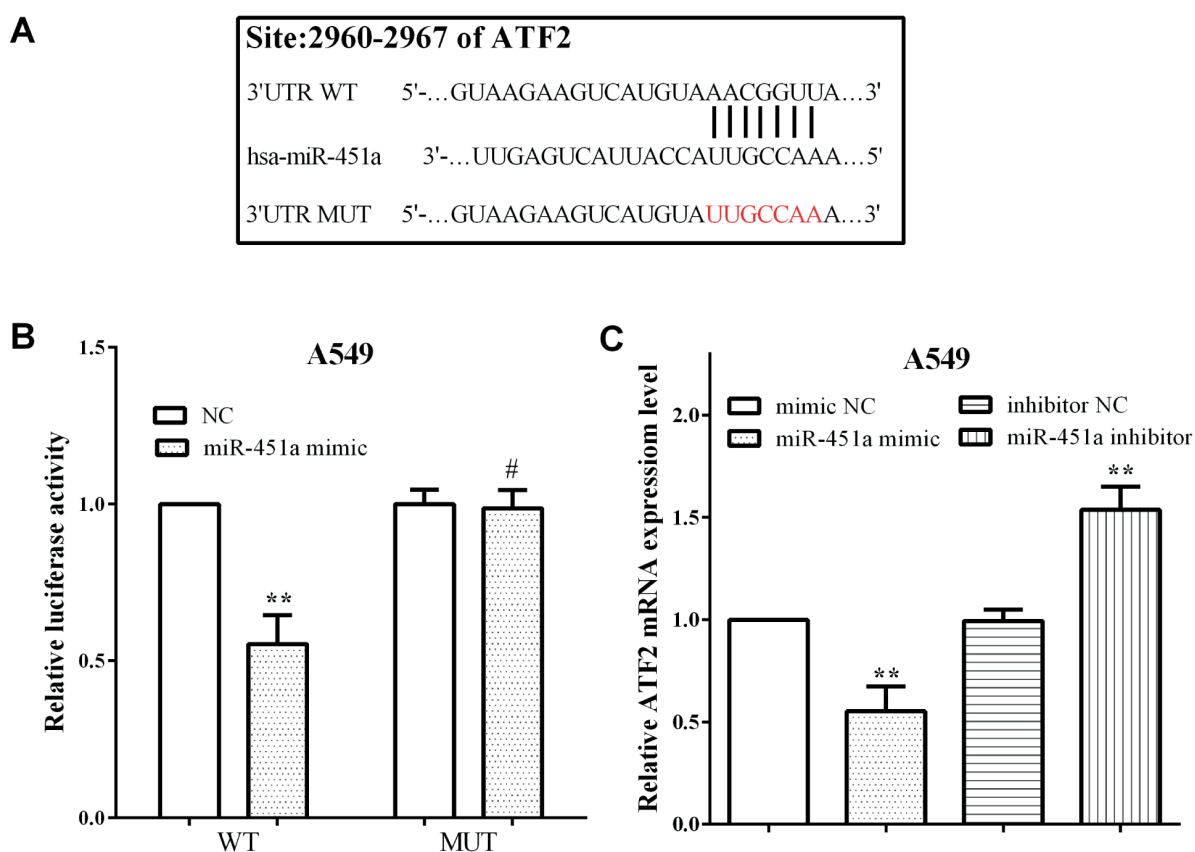 A
Site:2960-2967 of ATF2
3'UTR WT 5'-...GUAAGAAGUCAUGUAAACGGUUA...3'
hsa-miR-451a 3'-...UUGAGUCAUUACCAUUGCCAAA...5'
3'UTR MUT 5'-...GUAAGAAGUCAUGUAUUGCCAAA...3'
B
A549
1.5
1.0
0.5
0.0
Relative luciferase activity
NC
miR-451a mimic
**
#
WT MUT
C
A549
2.0
1.5
1.0
0.5
0.0
Relative ATF2 mRNA expression level
mimic NC inhibitor NC
miR-451a mimic miR-451a inhibitor
**
**